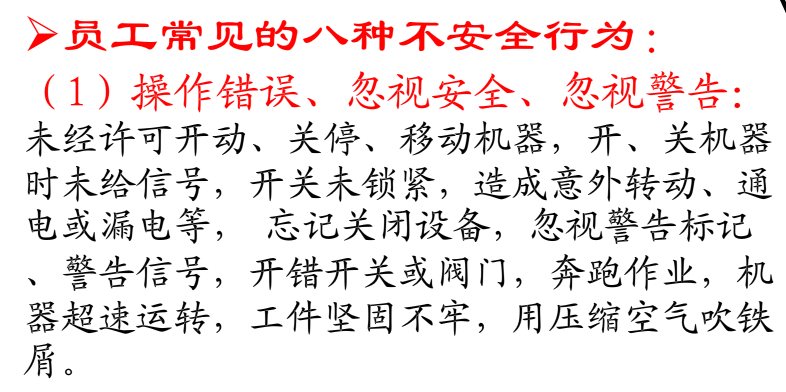 ➢员工常见的八种不安全行为：
（1）操作错误、忽视安全、忽视警告：
未经许可开动、关停、移动机器，开、关机器
时未给信号，开关未锁紧，造成意外转动、通
电或漏电等， 忘记关闭设备，忽视警告标记
、警告信号，开错开关或阀门，奔跑作业，机
器超速运转，工件坚固不牢，用压缩空气吹铁
屑。